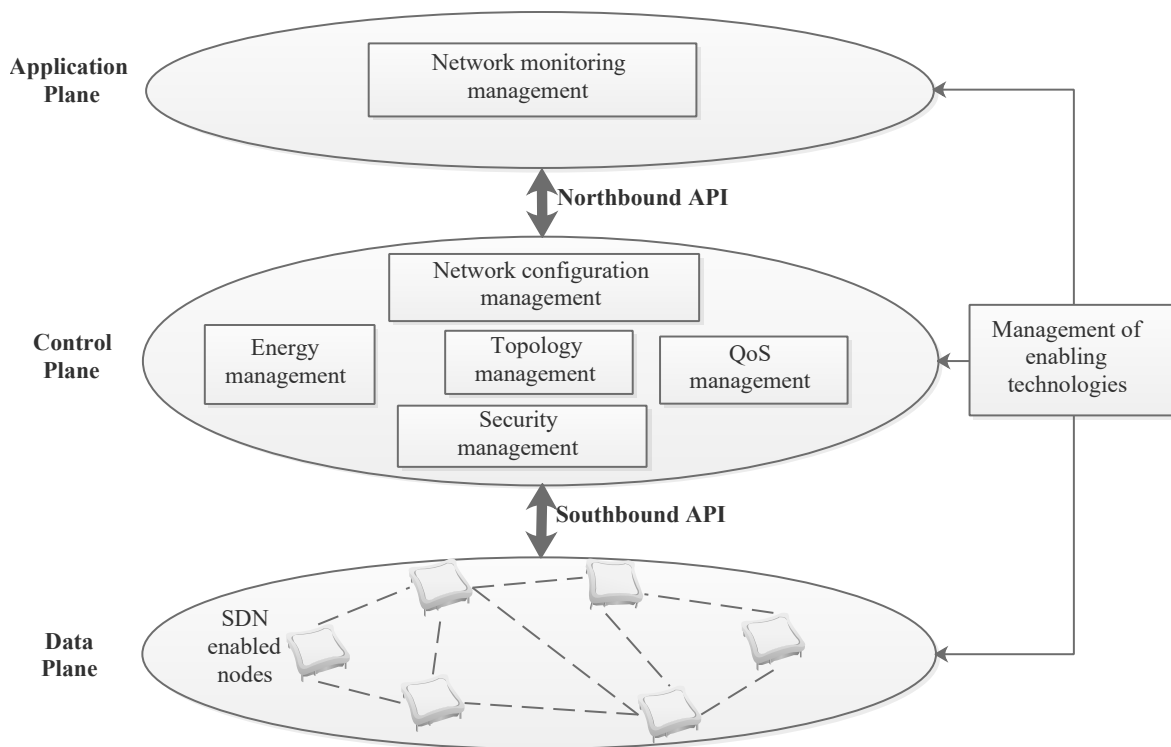 Application
Plane
Network monitoring
management
Northbound API
Control
Plane
Network configuration
management
Energy
management
Topology
management
QoS
management
Security
management
Management of
enabling
technologies
Southbound API
Data
Plane
SDN
enabled
nodes